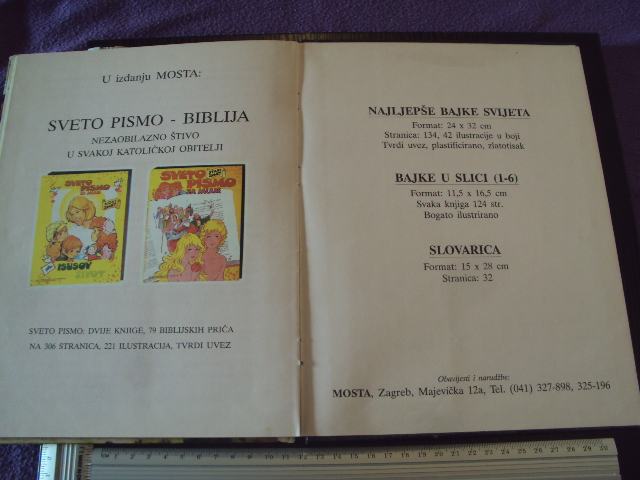 U izdanju MOSTA:
SVETO PISMO - BIBLIJA
NEZAOBILAZNO ŠTIVO
U SVAKOJ KATOLIČKOJ OBITELJI
SVETO
PISMO
ISUSOV
ŽIVOT
SVETO
PISMO
ZA MLADE
SVETO PISMO: DVIJE KNJIGE, 79 BIBLIJSKIH PRIČA
NA 306 STRANICA, 221 ILUSTRACIJA, TVRDI UVEZ
NAJLJEPŠE BAJKE SVIJETA
Format: 24 x 32 cm
Stranica: 134, 42 ilustracije u boji
Tvrdi uvez, plastificirano, zlatotisak
BAJKE U SLICI (1-6)
Format: 11,5 x 16,5 cm
Svaka knjiga 124 str.
Bogato ilustrirano
SLOVARICA
Format: 15 x 28 cm
Stranica: 32
Obavijesti i narudžbe:
MOSTA, Zagreb, Majevička 12a, Tel. (041) 327-898, 325-196